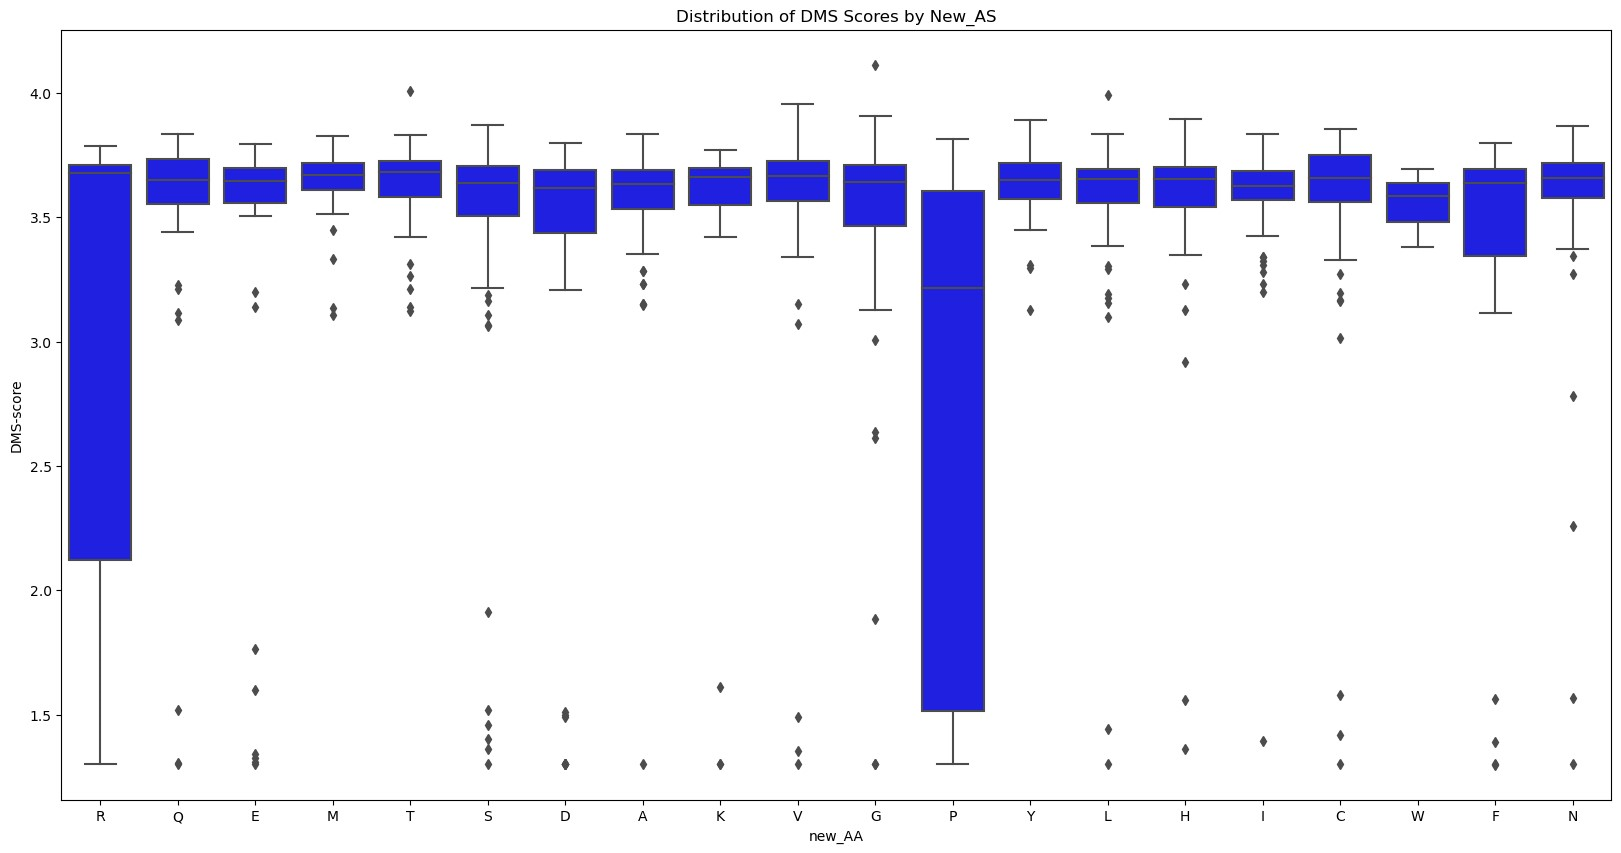 Distribution of DMS Scores by New_AS
4.0
3.5
3.0
2.5
2.0
1.5
DMS-score
R Q E M T S D A K V G P Y L H I C W F N
new_AA